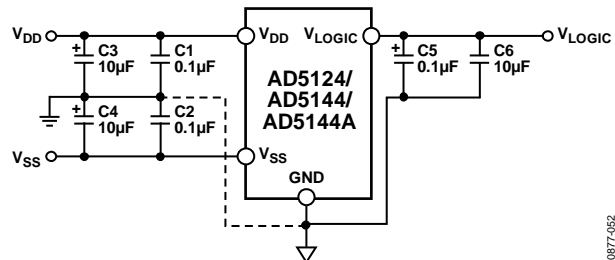 VDD
VDD
VLOGIC
VLOGIC
+ C3
10µF
C1
0.1µF
+ C5
0.1µF
C6
10µF
AD5124/
AD5144/
AD5144A
+ C4
10µF
C2
0.1µF
VSS
VSS
GND
0877-052